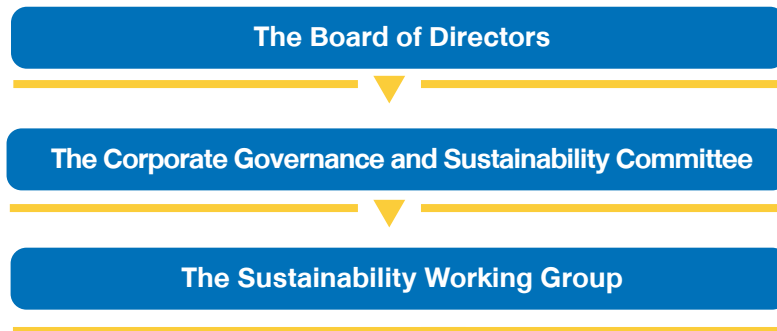 The Board of Directors
The Corporate Governance and Sustainability Committee
The Sustainability Working Group